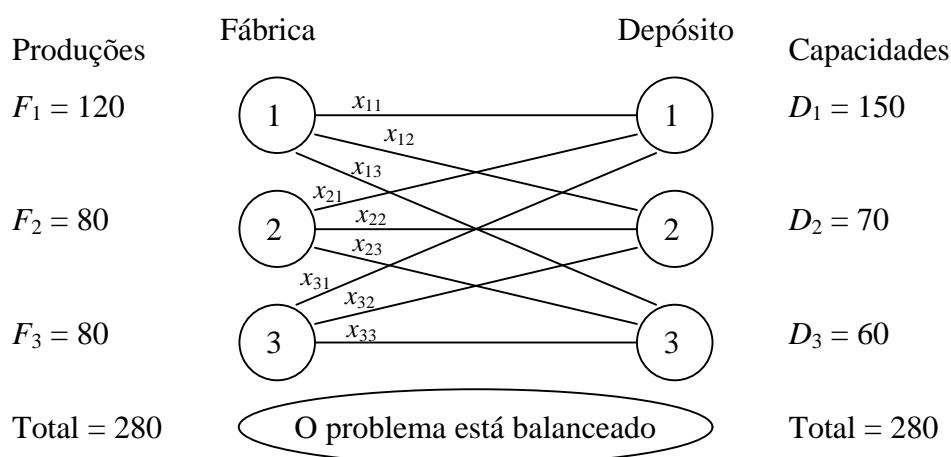 Produções
Fábrica
Depósito
Capacidades
F₁ = 120
1
x₁₁
1
D₁ = 150
x₁₂
x₁₃
x₂₁
F₂ = 80
2
x₂₂
2
D₂ = 70
x₂₃
x₃₁
x₃₂
F₃ = 80
3
x₃₃
3
D₃ = 60
Total = 280
O problema está balanceado
Total = 280